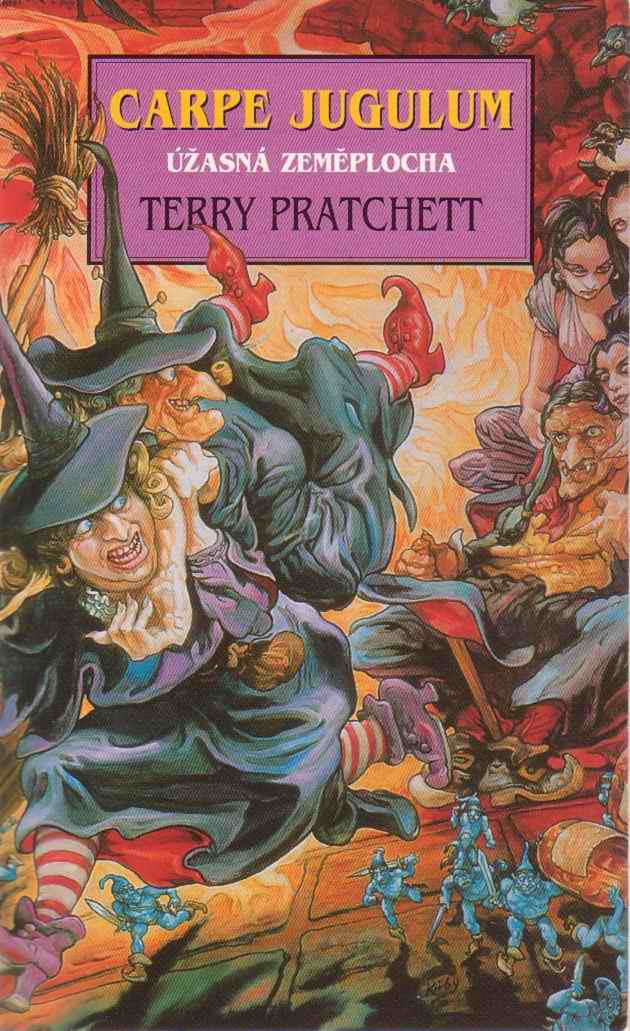 CARPE JUGULUM
ÚŽASNÁ ZEMĚPLOCHA
TERRY PRATCHETT